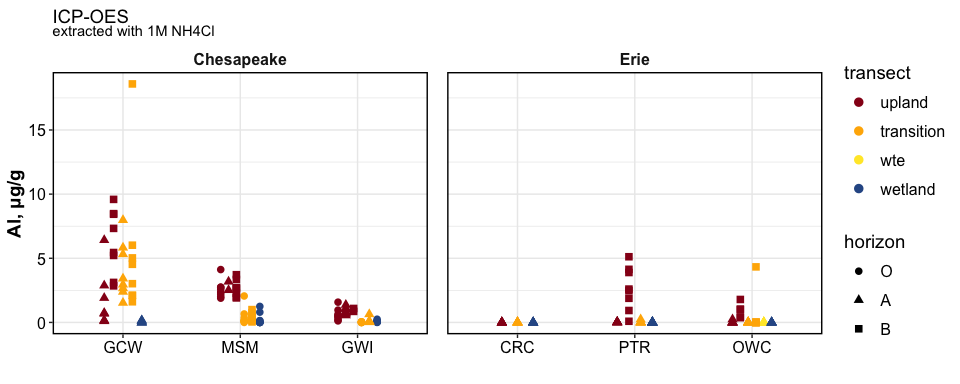 ICP-OES
extracted with 1M NH4Cl
Chesapeake
Erie
Al, μg/g
15
10
5
0
GCW
MSM
GWI
CRC
PTR
OWC
transect
upland
transition
wte
wetland
horizon
O
A
B